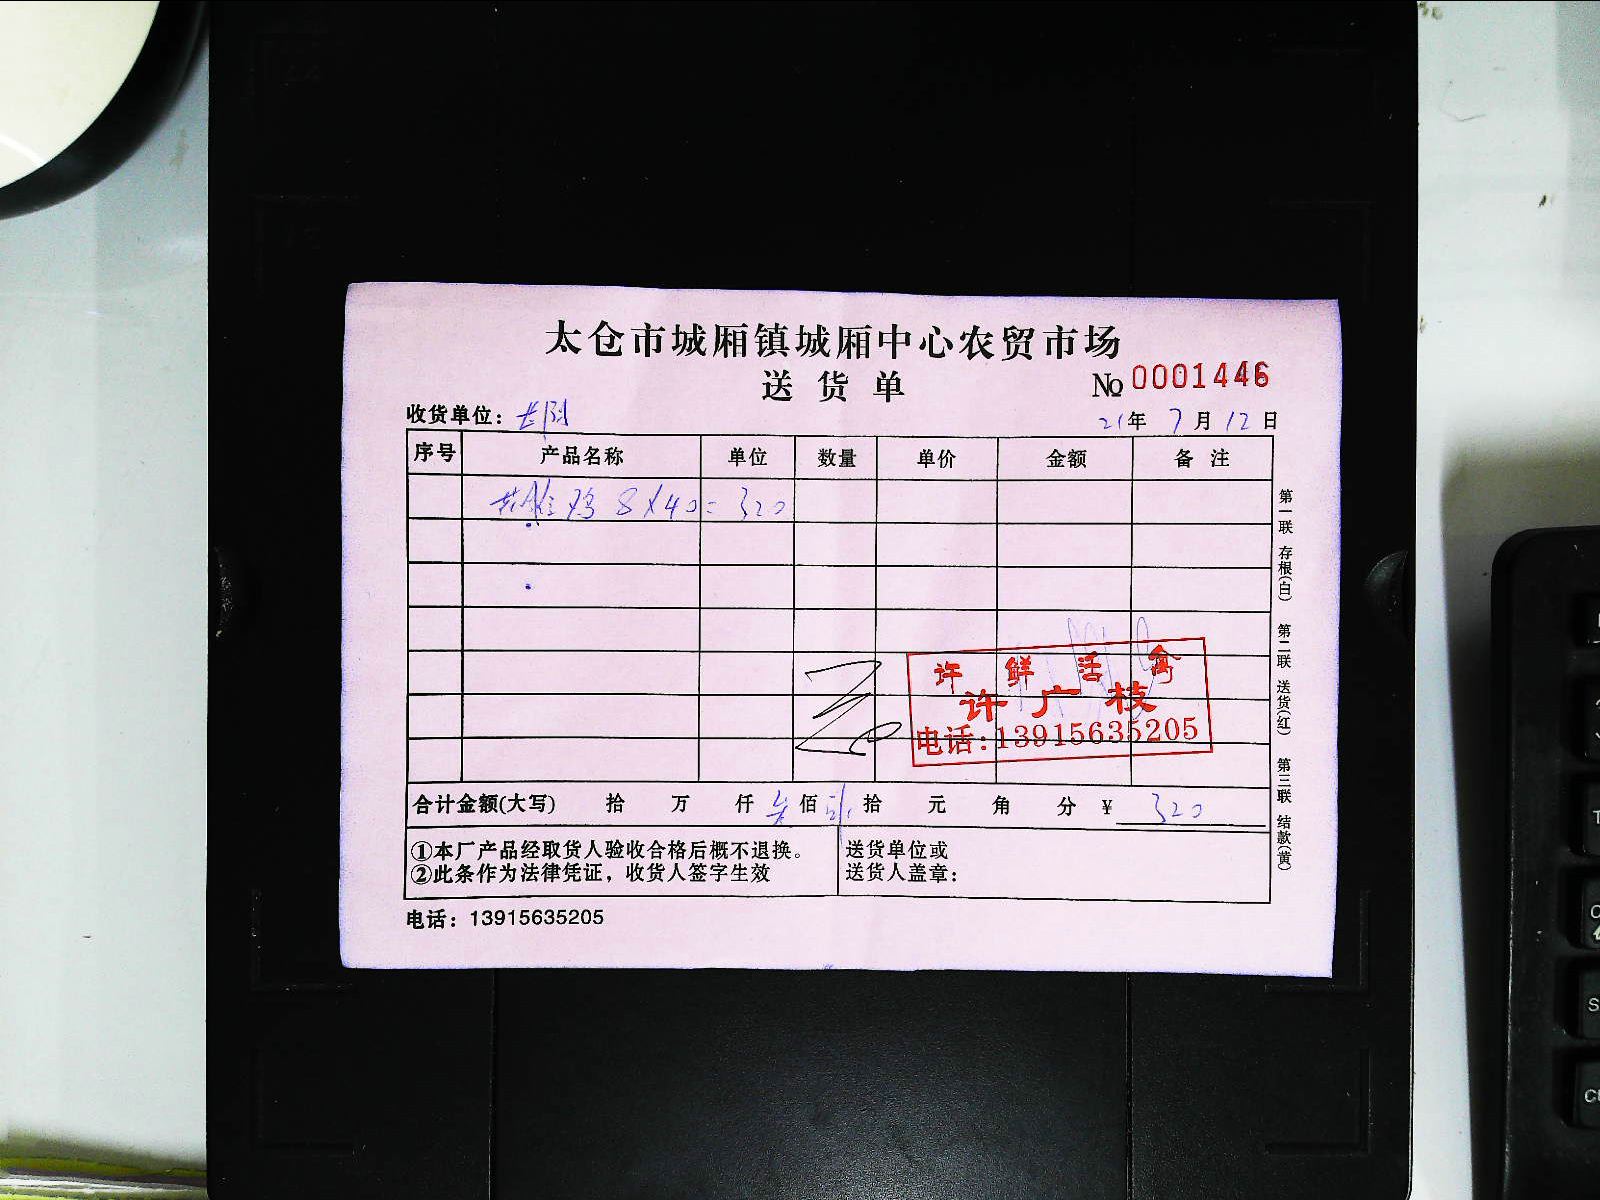 太仓市城厢镇城厢中心农贸市场
送货单
№ 0001446
收货单位：
21年 7月 12日
序号 产品名称 单位 数量 单价 金额 备注
鸡 8×40=320
许鲜活禽
许广枝
电话:13915635205
合计金额(大写) 拾 万 仟 佰 拾 元 角 分 ¥ 320
①本厂产品经取货人验收合格后概不退换。
②此条作为法律凭证，收货人签字生效
送货单位或
送货人盖章：
电话：13915635205
第一联 存根(白) 第二联 送货(红) 第三联 结款(黄)